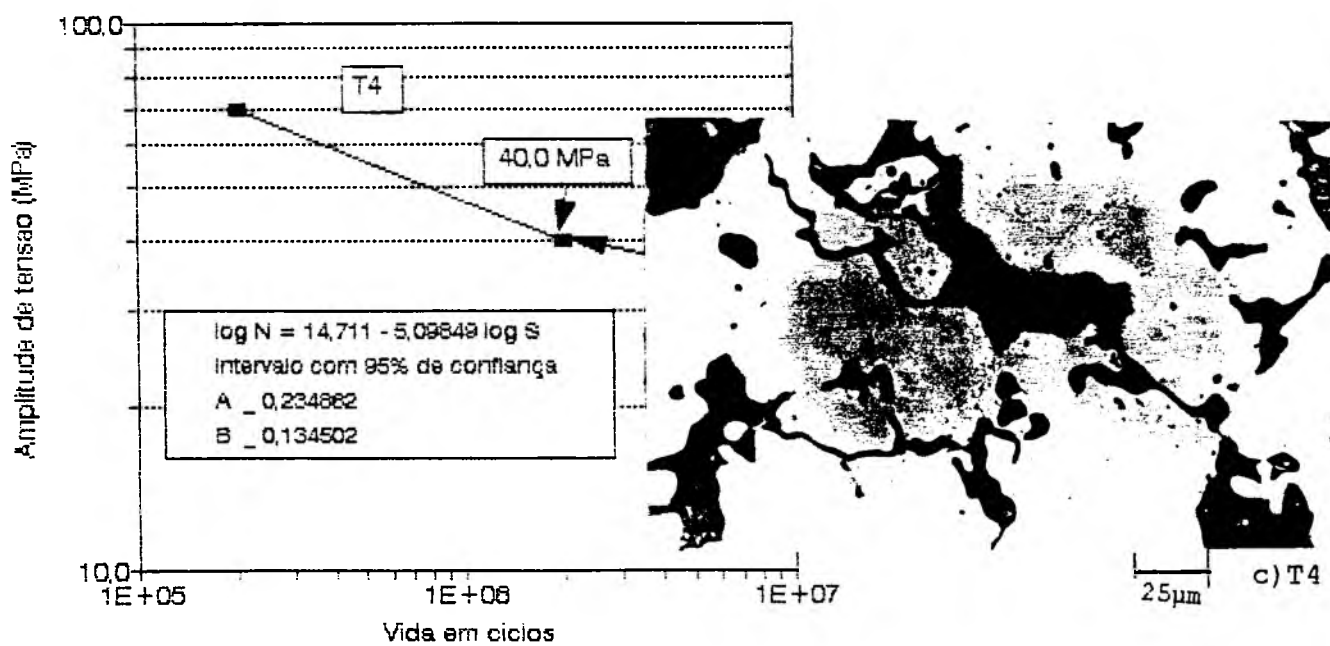 100,0
T4
40,0 MPa
Amplitude de tensão (MPa)
log N = 14,711 - 5,09849 log S
Intervalo com 95% de confiança
A _ 0,234862
B _ 0,134502
10,0
1E+05
1E+06
1E+07
Vida em ciclos
25µm
c) T4